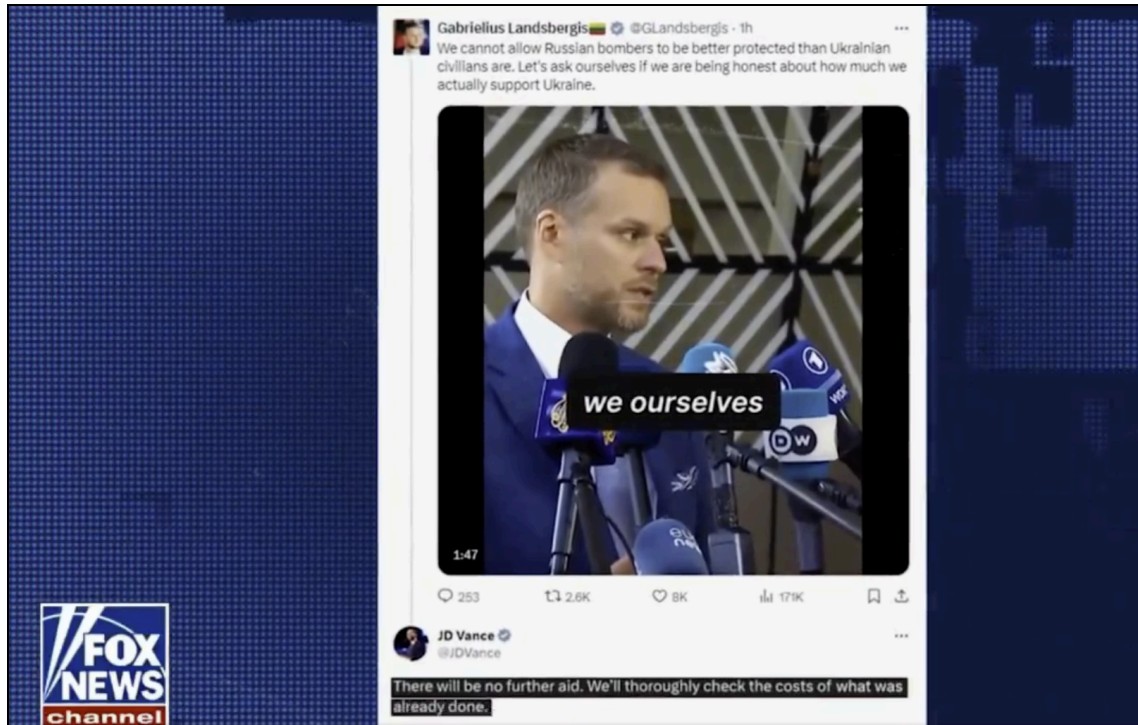 Gabrielius Landsbergis @GLandsbergis · 1h
We cannot allow Russian bombers to be better protected than Ukrainian
civilians are. Let's ask ourselves if we are being honest about how much we
actually support Ukraine.
we ourselves
DW
1:47
253 2.6K 8K 171K
JD Vance
@JDVance
There will be no further aid. We'll thoroughly check the costs of what was
already done.
FOX
NEWS
channel